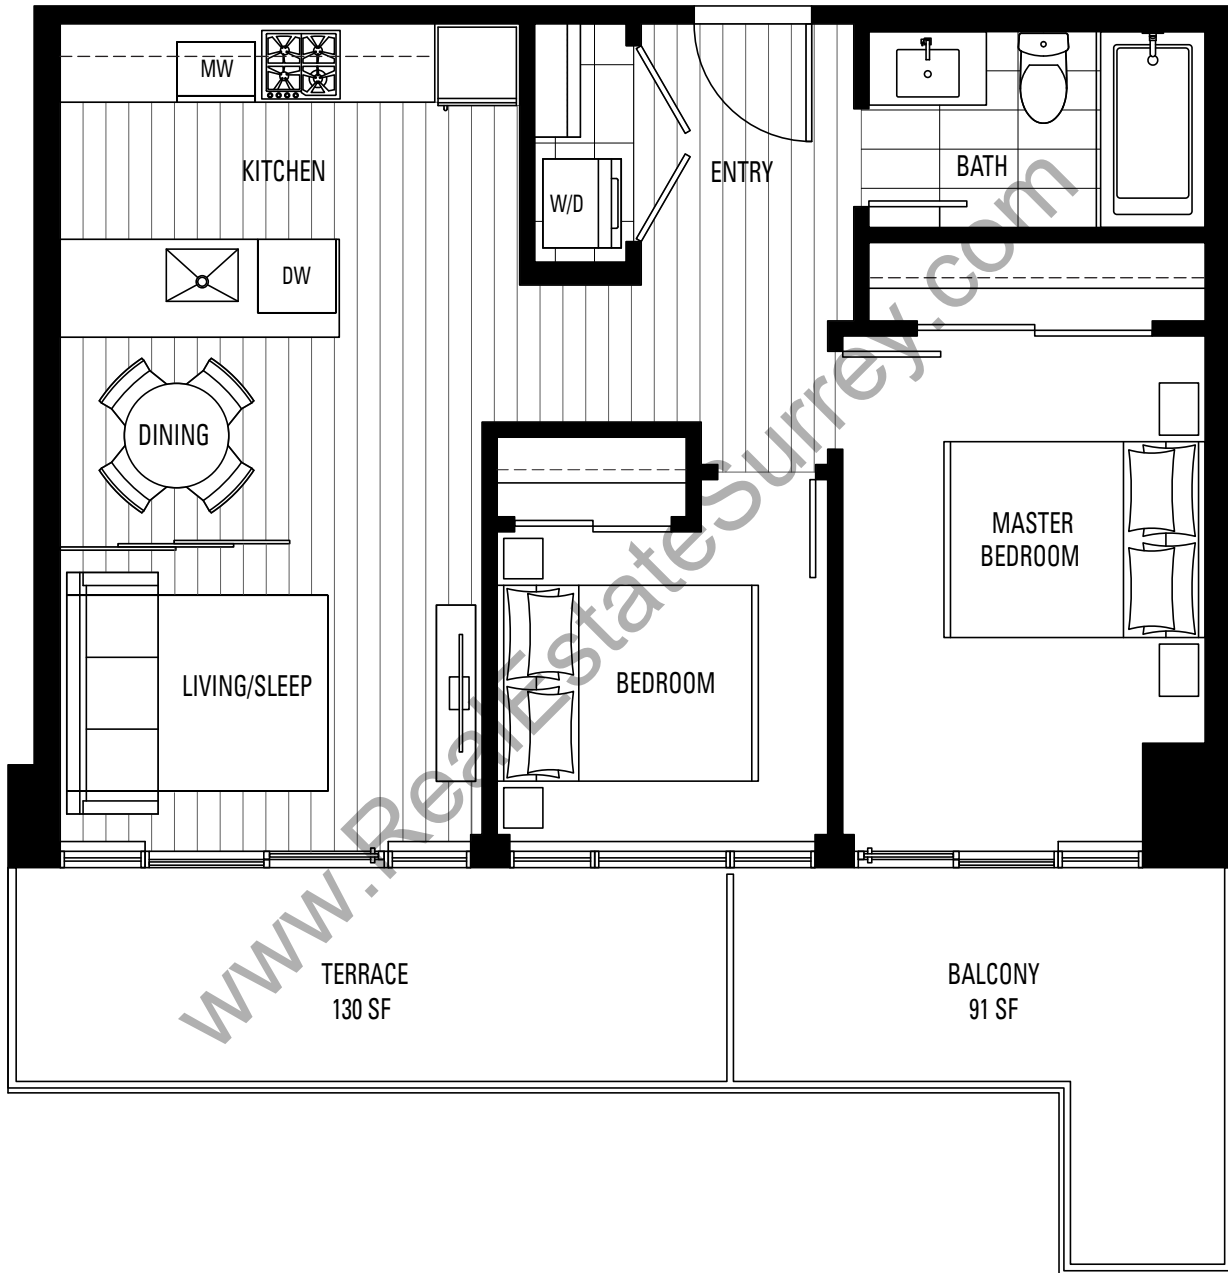 MW
KITCHEN
ENTRY
BATH
W/D
DW
DINING
MASTER
BEDROOM
LIVING/SLEEP
BEDROOM
TERRACE
130 SF
BALCONY
91 SF
www.RealEstateSurrey.com